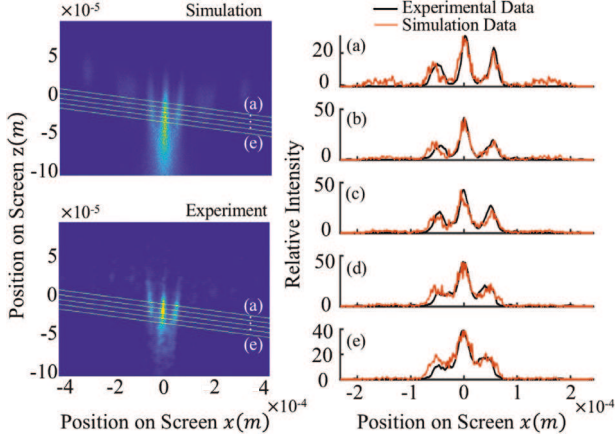 Simulation
×10⁻⁵
5
0
-5
-10
(a)
(e)
Position on Screen z(m)
Experiment
×10⁻⁵
5
0
-5
-10
(a)
(e)
-4 -2 0 2 4
×10⁻⁴
Position on Screen x(m)
Experimental Data
Simulation Data
Relative Intensity
20
0
(a)
50
0
(b)
50
0
(c)
50
0
(d)
40
20
0
(e)
-2 -1 0 1 2
×10⁻⁴
Position on Screen x(m)